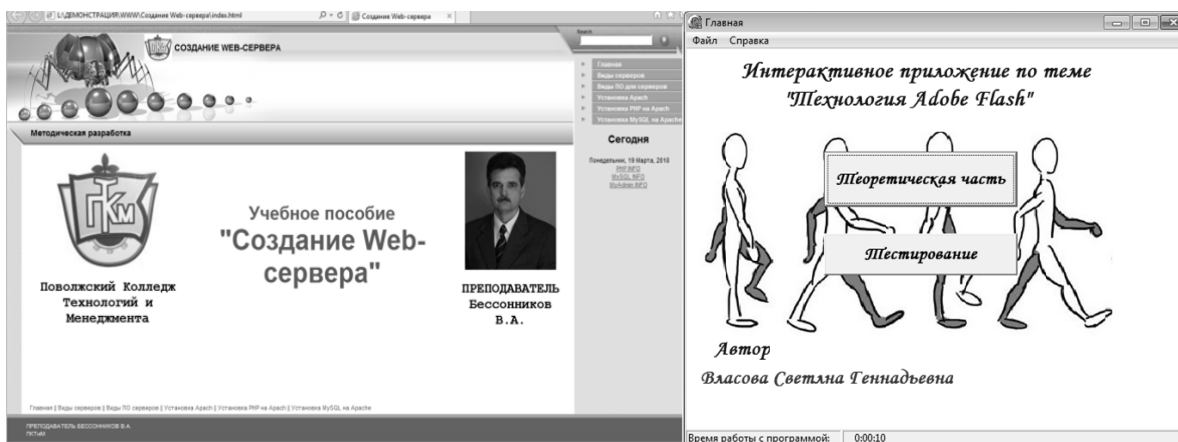 L:\ДЕМОНСТРАЦИЯ\WWW\Создание Web-сервера\index.html
Создание Web-сервера
СОЗДАНИЕ WEB-СЕРВЕРА
Search
Главная
Виды серверов
Виды ПО для серверов
Установка Apach
Установка PHP на Apach
Установка MySQL на Apache
Методическая разработка
Сегодня
Понедельник, 19 Марта, 2018
PHP INFO
MySQL INFO
MyAdmin INFO
ПКТМ
Учебное пособие
"Создание Web-
сервера"
Поволжский Колледж
Технологий и
Менеджмента
ПРЕПОДАВАТЕЛЬ
Бессонников
В.А.
Главная || Виды серверов || Виды ПО серверов || Установка Apach || Установка PHP на Apach || Установка MySQL на Apache
ПРЕПОДАВАТЕЛЬ БЕССОННИКОВ В.А.
ПКТиМ
Главная
Файл Справка
Интерактивное приложение по теме
"Технология Adobe Flash"
Теоретическая часть
Тестирование
Автор
Власова Светлна Геннадьевна
Время работы с программой: 0:00:10